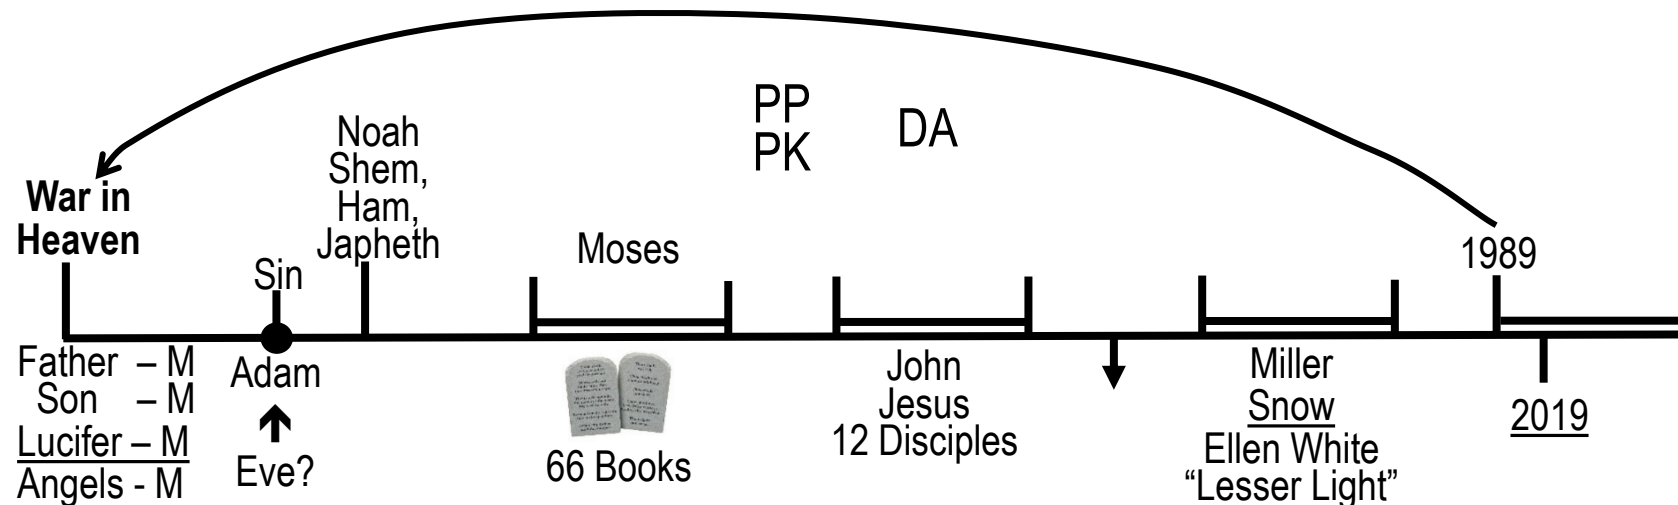 PP
PK
DA
Noah
Shem,
Ham,
Japheth
War in
Heaven
Sin
Moses
1989
Father – M
Son – M
Lucifer – M
Angels - M
Adam
Eve?
66 Books
John
Jesus
12 Disciples
Miller
Snow
Ellen White
“Lesser Light”
2019